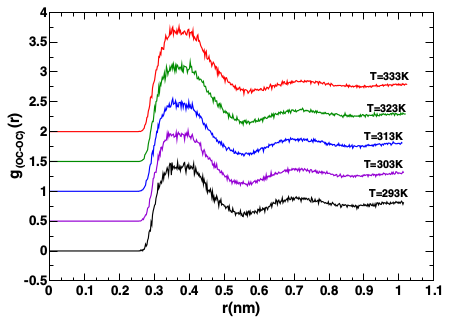 4
3.5
3
2.5
2
1.5
1
0.5
0
-0.5
g(OC-OC)(r)
T=333K
T=323K
T=313K
T=303K
T=293K
0 0.1 0.2 0.3 0.4 0.5 0.6 0.7 0.8 0.9 1 1.1
r(nm)